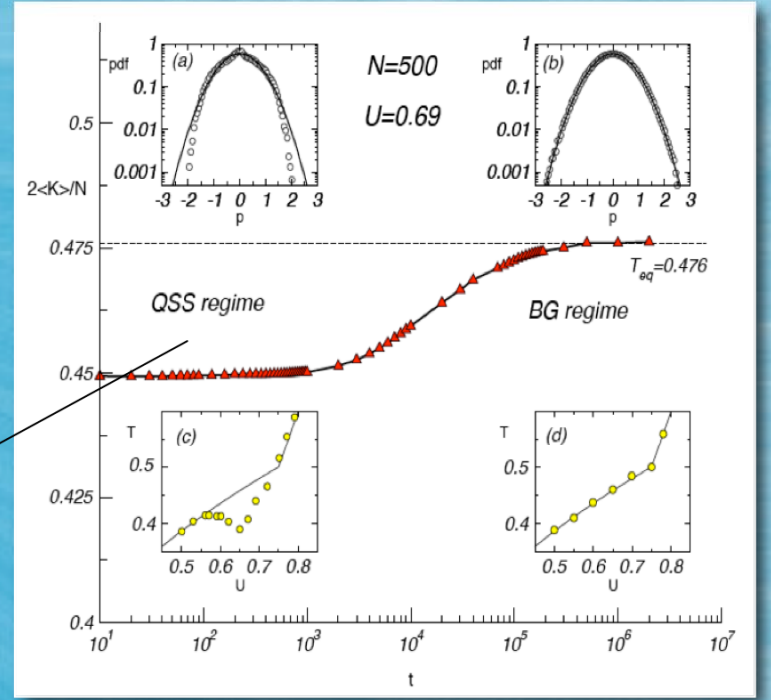 1
pdf
(a)
0.1
0.01
0.001
-3 -2 -1 0 1 2 3
p
N=500
U=0.69
1
pdf
(b)
0.1
0.01
0.001
-3 -2 -1 0 1 2 3
p
0.5
2<K>/N
0.475
0.45
0.425
0.4
T_eq=0.476
QSS regime
BG regime
T
(c)
0.5
0.4
0.5 0.6 0.7 0.8
U
T
(d)
0.5
0.4
0.5 0.6 0.7 0.8
U
10^1 10^2 10^3 10^4 10^5 10^6 10^7
t